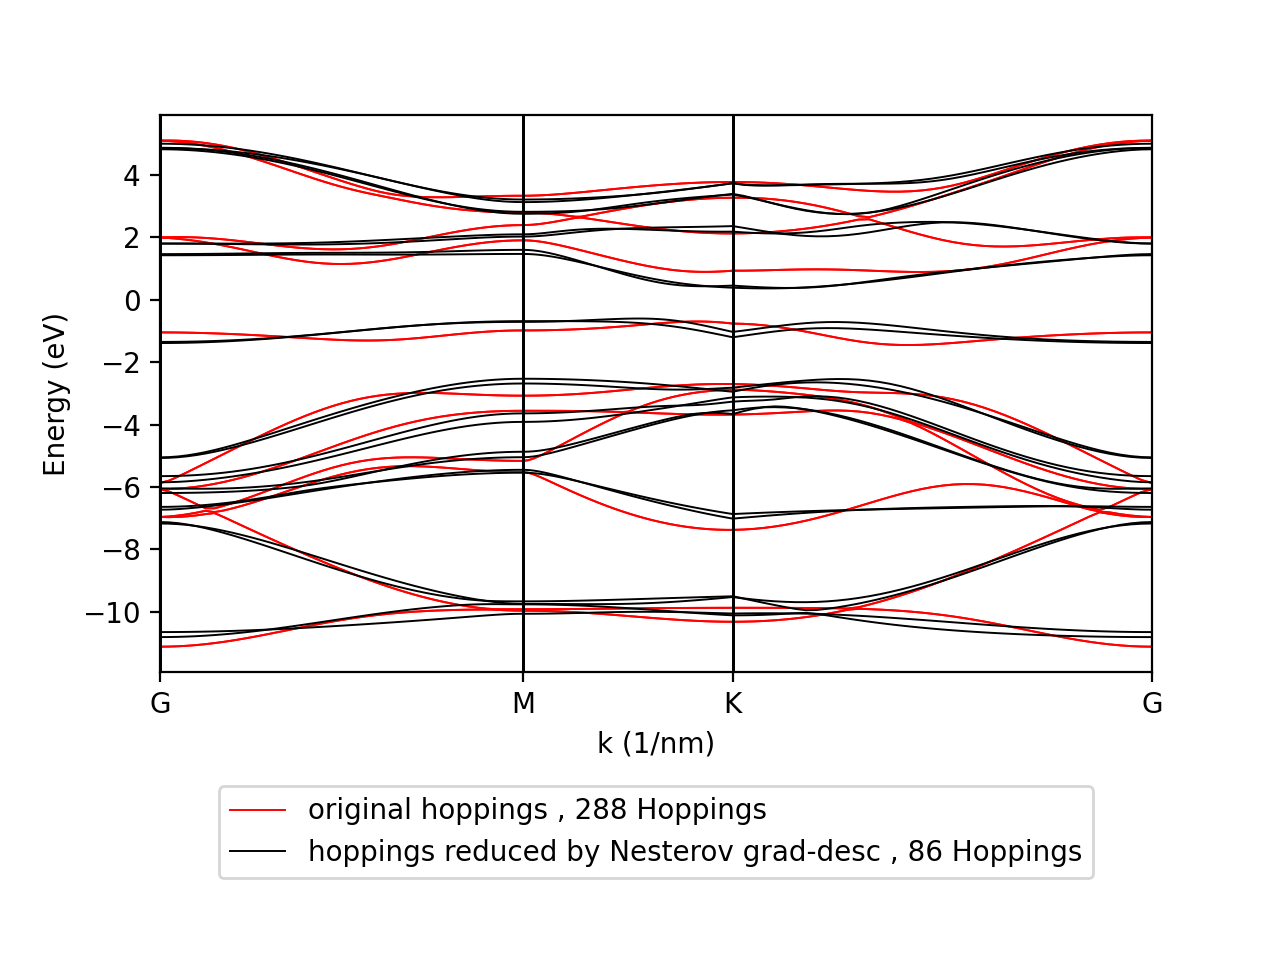 4
2
0
−2
−4
−6
−8
−10
Energy (eV)
G M K G
k (1/nm)
original hoppings , 288 Hoppings
hoppings reduced by Nesterov grad-desc , 86 Hoppings